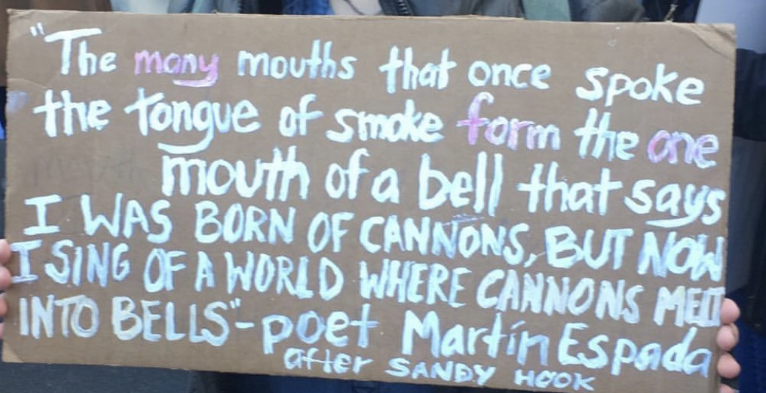 "The many mouths that once spoke
the tongue of smoke form the one
mouth of a bell that says
I WAS BORN OF CANNONS, BUT NOW
I SING OF A WORLD WHERE CANNONS MELT
INTO BELLS"-poet Martín Espada
after SANDY HOOK